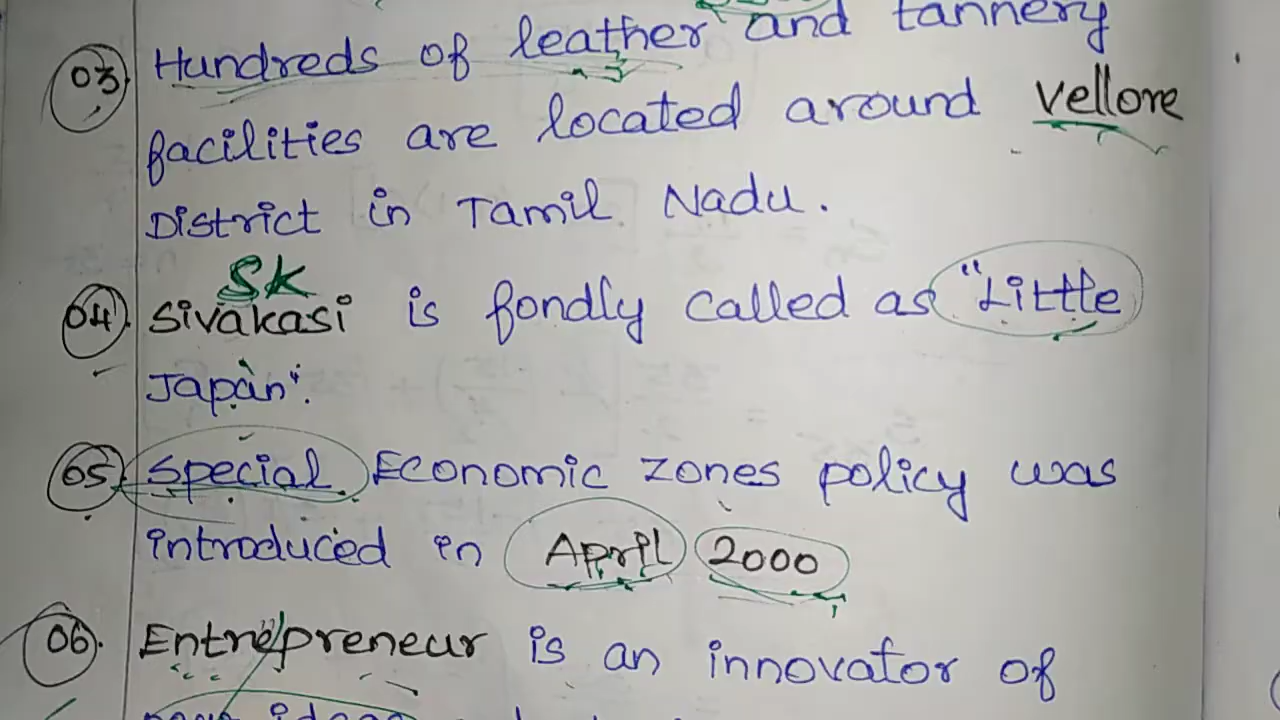 03. Hundreds of leather and tannery
facilities are located around vellore
District in Tamil Nadu.
SK
04. Sivakasi is fondly called as "Little
Japan".
05. Special Economic zones policy was
introduced in April 2000
06. Entrepreneur is an innovator of
new ideas